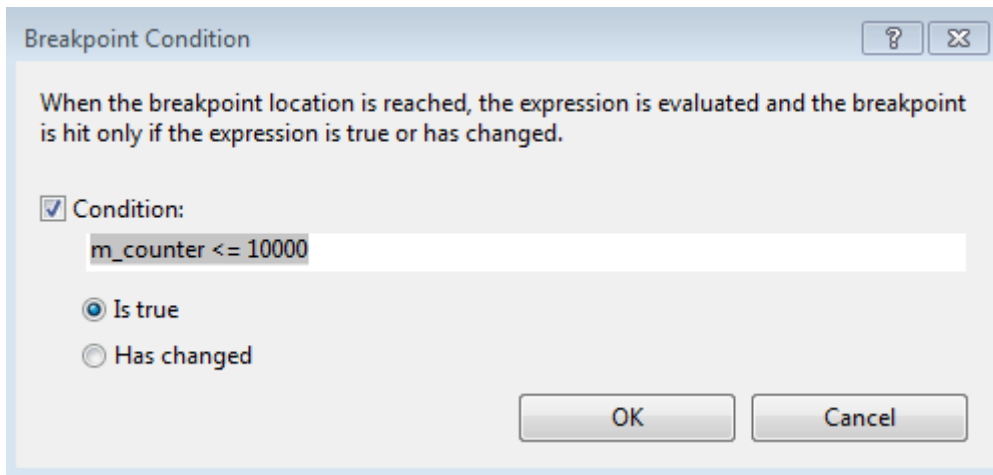 Breakpoint Condition
?
When the breakpoint location is reached, the expression is evaluated and the breakpoint
is hit only if the expression is true or has changed.
Condition:
m_counter <= 10000
Is true
Has changed
OK
Cancel